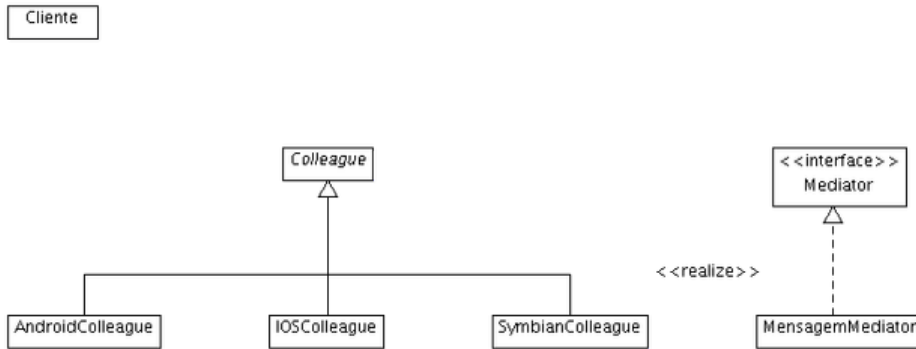 Cliente
Colleague
<<interface>>
Mediator
<<realize>>
AndroidColleague
IOSColleague
SymbianColleague
MensagemMediator